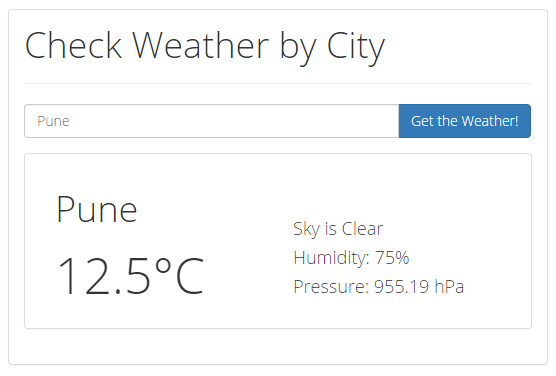 Check Weather by City
Pune
Get the Weather!
Pune
12.5°C
Sky is Clear
Humidity: 75%
Pressure: 955.19 hPa